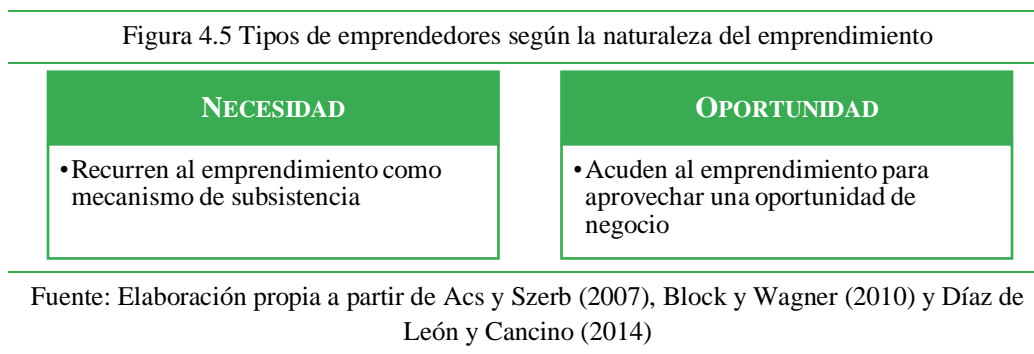 Figura 4.5 Tipos de emprendedores según la naturaleza del emprendimiento
NECESIDAD
•Recurren al emprendimiento como
mecanismo de subsistencia
OPORTUNIDAD
•Acuden al emprendimiento para
aprovechar una oportunidad de
negocio
Fuente: Elaboración propia a partir de Acs y Szerb (2007), Block y Wagner (2010) y Díaz de
León y Cancino (2014)